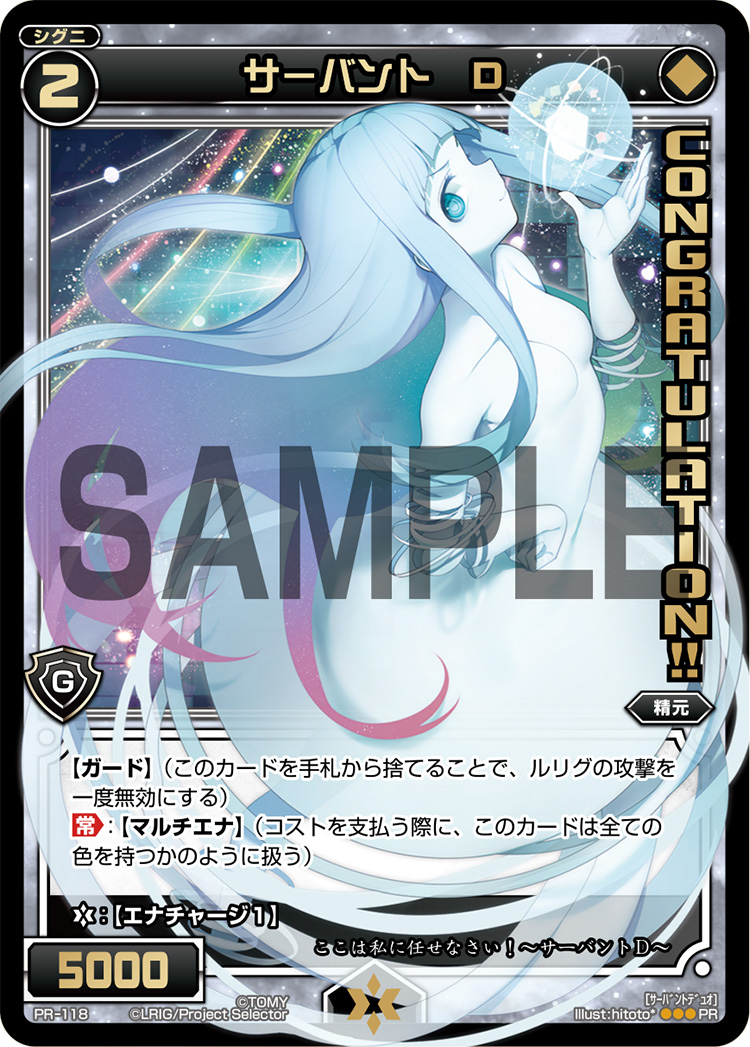 シグニ
2
サーバント D
CONGRATULATION!!
SAMPLE
G
精元
【ガード】（このカードを手札から捨てることで、ルリグの攻撃を
一度無効にする）
常：【マルチエナ】（コストを支払う際に、このカードは全ての
色を持つかのように扱う）
：【エナチャージ１】
ここは私に任せなさい！～サーバントD～
5000
[サーバントデュオ]
©TOMY
PR-118 ©LRIG/Project Selector Illust:hitoto* PR